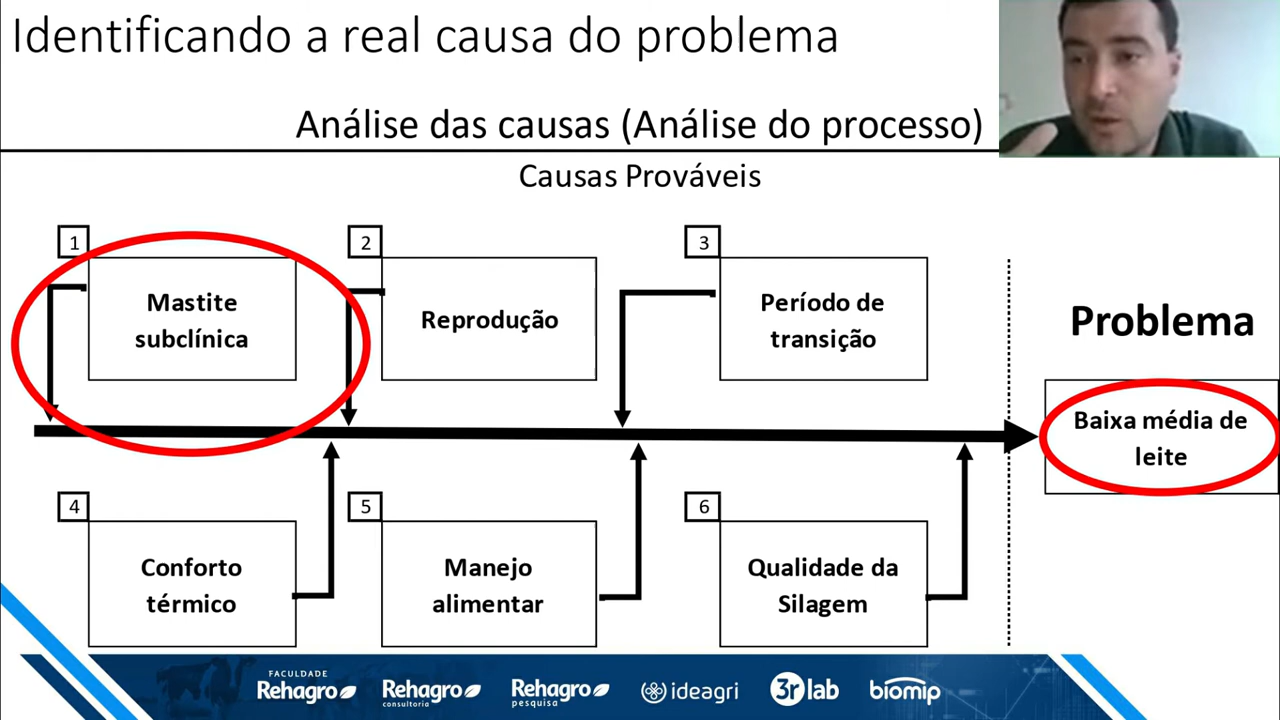 Identificando a real causa do problema
Análise das causas (Análise do processo)
Causas Prováveis
1
Mastite
subclínica
2
Reprodução
3
Período de
transição
Problema
Baixa média de
leite
4
Conforto
térmico
5
Manejo
alimentar
6
Qualidade da
Silagem
FACULDADE
Rehagro
Rehagro
consultoria
Rehagro
pesquisa
ideagri
3rlab
biomip